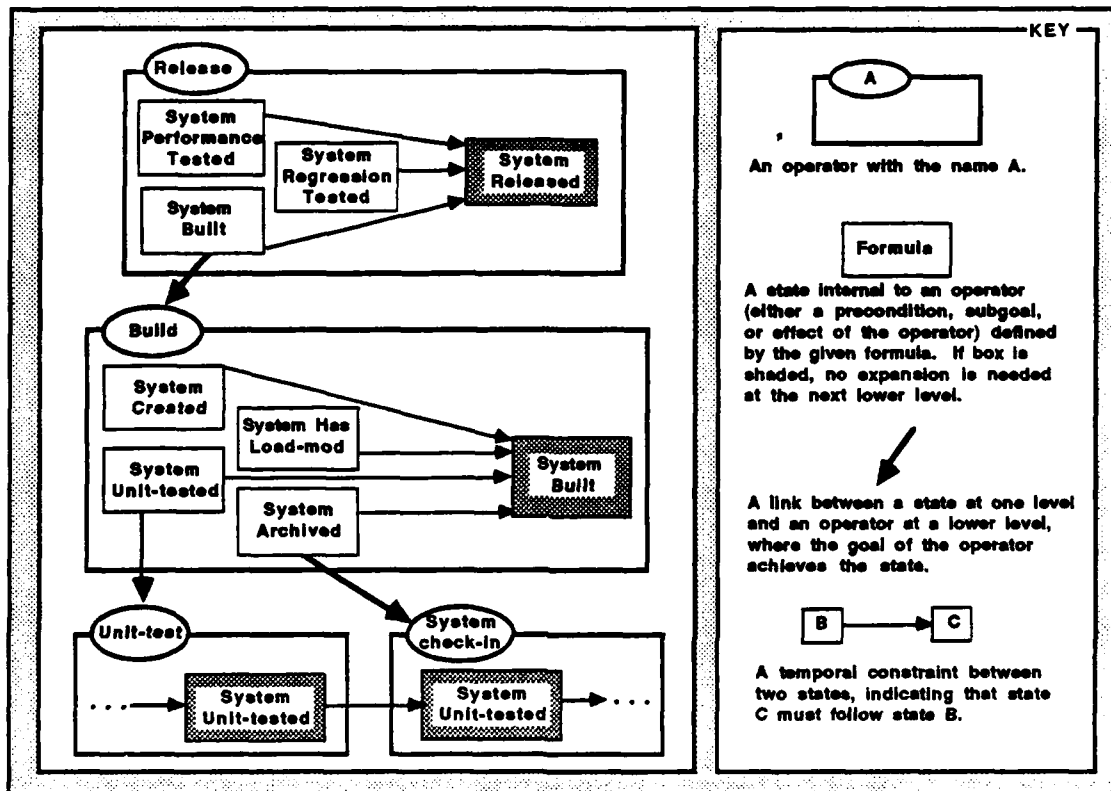 Release
System
Performance
Tested
System
Regression
Tested
System
Built
System
Released
Build
System
Created
System Has
Load-mod
System
Unit-tested
System
Archived
System
Built
Unit-test
. . .
System
Unit-tested
System
check-in
System
Unit-tested
. . .
KEY
A
An operator with the name A.
Formula
A state internal to an operator
(either a precondition, subgoal,
or effect of the operator) defined
by the given formula. If box is
shaded, no expansion is needed
at the next lower level.
A link between a state at one level
and an operator at a lower level,
where the goal of the operator
achieves the state.
B
C
A temporal constraint between
two states, indicating that state
C must follow state B.